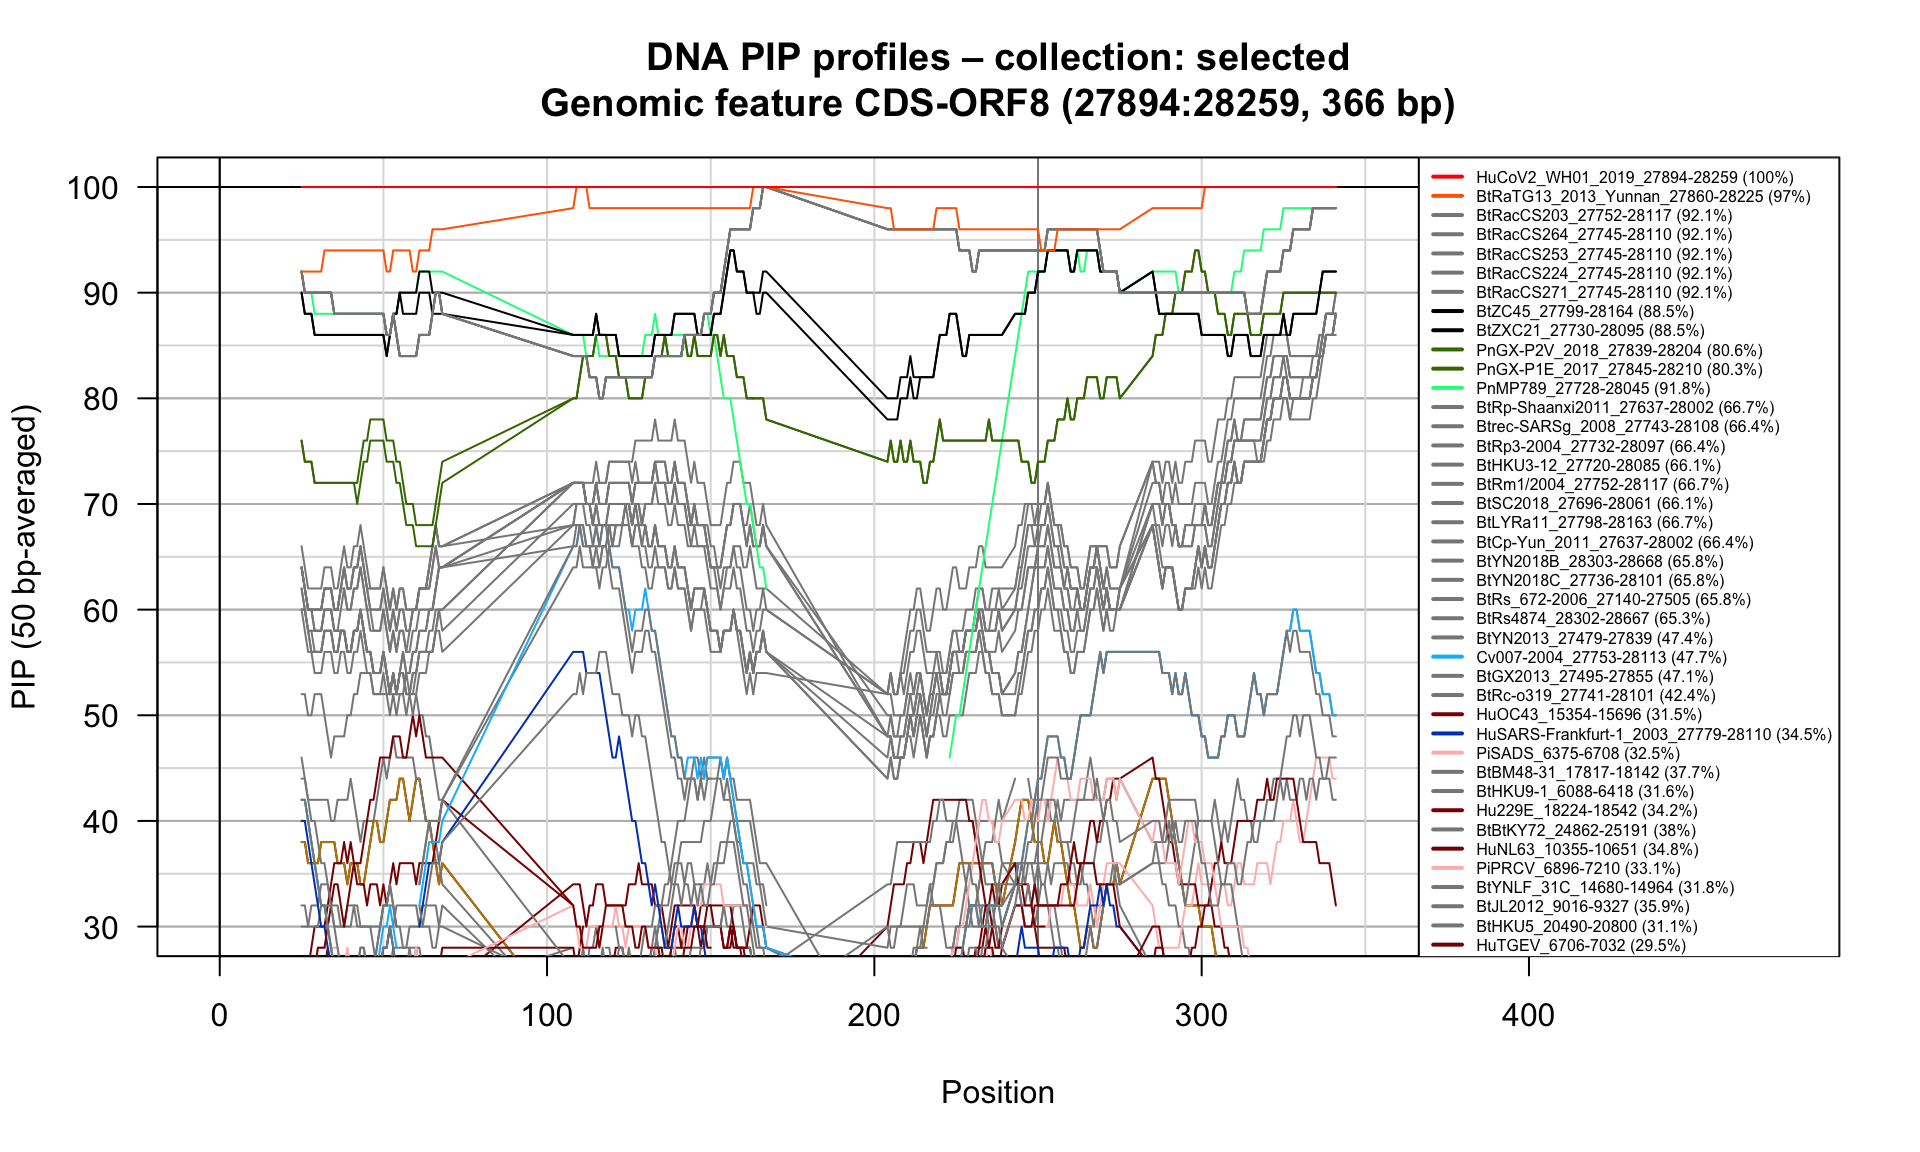 DNA PIP profiles – collection: selected
Genomic feature CDS-ORF8 (27894:28259, 366 bp)
PIP (50 bp-averaged)
100
90
80
70
60
50
40
30
0
100
200
300
400
Position
HuCoV2_WH01_2019_27894-28259 (100%)
BtRaTG13_2013_Yunnan_27860-28225 (97%)
BtRacCS203_27752-28117 (92.1%)
BtRacCS264_27745-28110 (92.1%)
BtRacCS253_27745-28110 (92.1%)
BtRacCS224_27745-28110 (92.1%)
BtRacCS271_27745-28110 (92.1%)
BtZC45_27799-28164 (88.5%)
BtZXC21_27730-28095 (88.5%)
PnGX-P2V_2018_27839-28204 (80.6%)
PnGX-P1E_2017_27845-28210 (80.3%)
PnMP789_27728-28045 (91.8%)
BtRp-Shaanxi2011_27637-28002 (66.7%)
Btrec-SARSg_2008_27743-28108 (66.4%)
BtRp3-2004_27732-28097 (66.4%)
BtHKU3-12_27720-28085 (66.1%)
BtRm1/2004_27752-28117 (66.7%)
BtSC2018_27696-28061 (66.1%)
BtLYRa11_27798-28163 (66.7%)
BtCp-Yun_2011_27637-28002 (66.4%)
BtYN2018B_28303-28668 (65.8%)
BtYN2018C_27736-28101 (65.8%)
BtRs_672-2006_27140-27505 (65.8%)
BtRs4874_28302-28667 (65.3%)
BtYN2013_27479-27839 (47.4%)
Cv007-2004_27753-28113 (47.7%)
BtGX2013_27495-27855 (47.1%)
BtRc-o319_27741-28101 (42.4%)
HuOC43_15354-15696 (31.5%)
HuSARS-Frankfurt-1_2003_27779-28110 (34.5%)
PiSADS_6375-6708 (32.5%)
BtBM48-31_17817-18142 (37.7%)
BtHKU9-1_6088-6418 (31.6%)
Hu229E_18224-18542 (34.2%)
BtBtKY72_24862-25191 (38%)
HuNL63_10355-10651 (34.8%)
PiPRCV_6896-7210 (33.1%)
BtYNLF_31C_14680-14964 (31.8%)
BtJL2012_9016-9327 (35.9%)
BtHKU5_20490-20800 (31.1%)
HuTGEV_6706-7032 (29.5%)